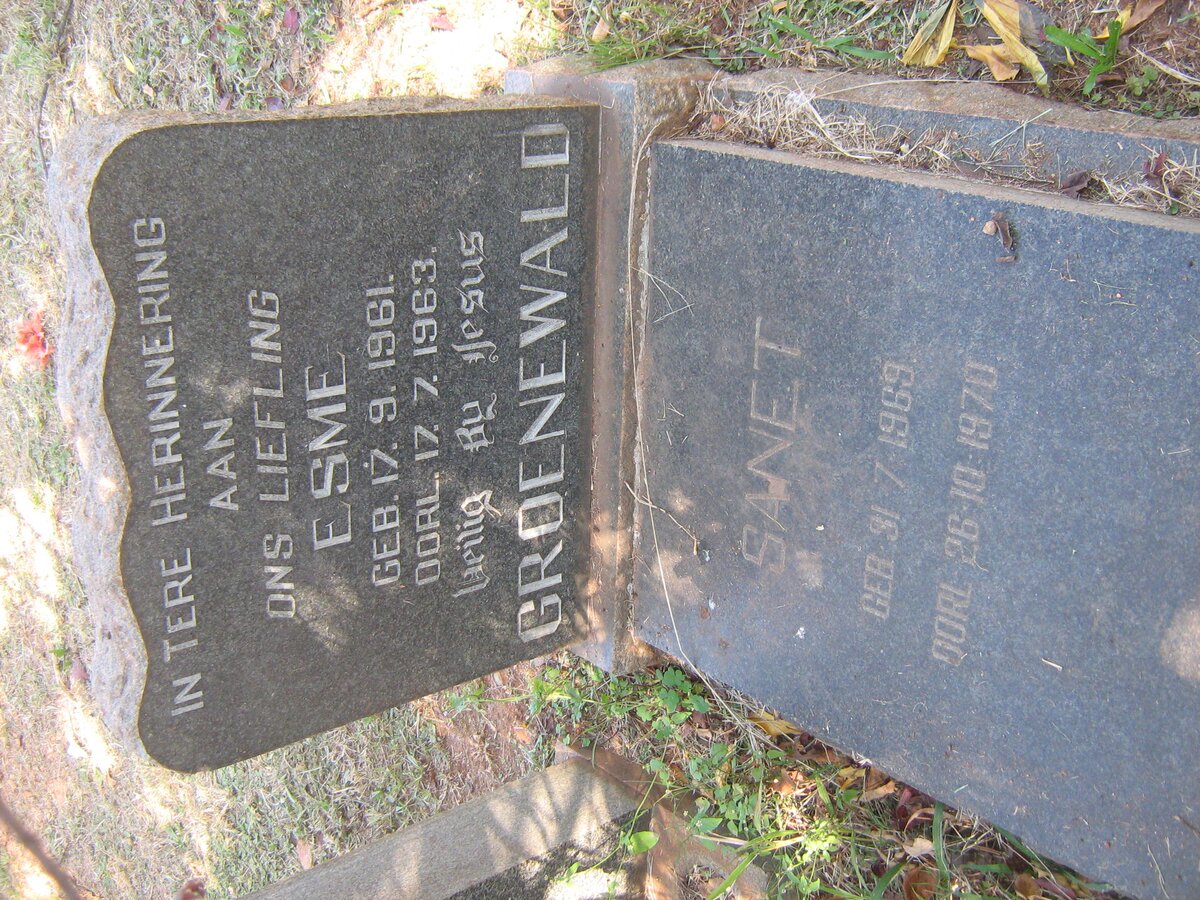 IN TERE HERINNERING
AAN
ONS LIEFLING
ESMÉ
GEB. 17. 9. 1961.
OORL. 17. 7. 1963.
Veilig By Jesus
GROENEWALD
SANET
GEB 31·7·1969
OORL 26·10·1970